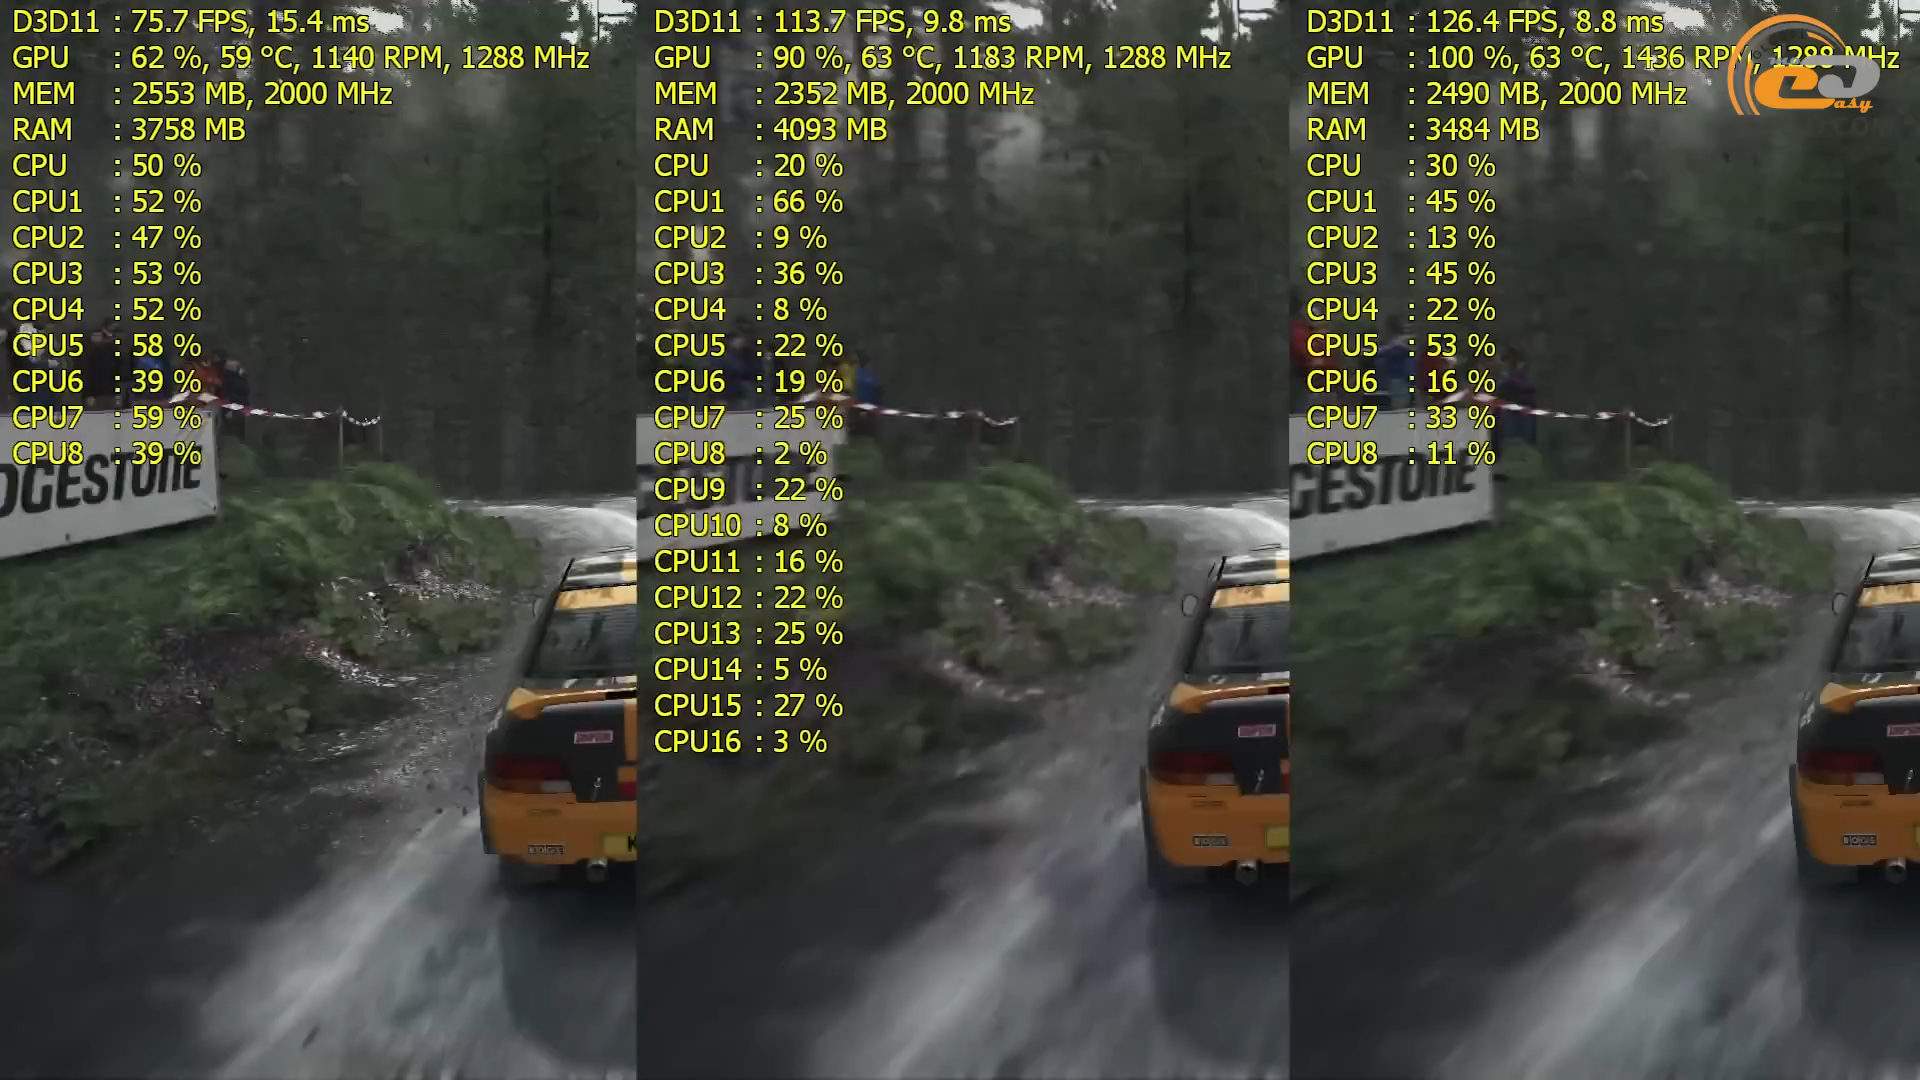 D3D11 : 75.7 FPS, 15.4 ms
GPU : 62 %, 59 °C, 1140 RPM, 1288 MHz
MEM : 2553 MB, 2000 MHz
RAM : 3758 MB
CPU : 50 %
CPU1 : 52 %
CPU2 : 47 %
CPU3 : 53 %
CPU4 : 52 %
CPU5 : 58 %
CPU6 : 39 %
CPU7 : 59 %
CPU8 : 39 %
DGESTONE
D3D11 : 113.7 FPS, 9.8 ms
GPU : 90 %, 63 °C, 1183 RPM, 1288 MHz
MEM : 2352 MB, 2000 MHz
RAM : 4093 MB
CPU : 20 %
CPU1 : 66 %
CPU2 : 9 %
CPU3 : 36 %
CPU4 : 8 %
CPU5 : 22 %
CPU6 : 19 %
CPU7 : 25 %
CPU8 : 2 %
CPU9 : 22 %
CPU10 : 8 %
CPU11 : 16 %
CPU12 : 22 %
CPU13 : 25 %
CPU14 : 5 %
CPU15 : 27 %
CPU16 : 3 %
D3D11 : 126.4 FPS, 8.8 ms
GPU : 100 %, 63 °C, 1436 RPM, 1288 MHz
MEM : 2490 MB, 2000 MHz
RAM : 3484 MB
CPU : 30 %
CPU1 : 45 %
CPU2 : 13 %
CPU3 : 45 %
CPU4 : 22 %
CPU5 : 53 %
CPU6 : 16 %
CPU7 : 33 %
CPU8 : 11 %
GESTONE
easy